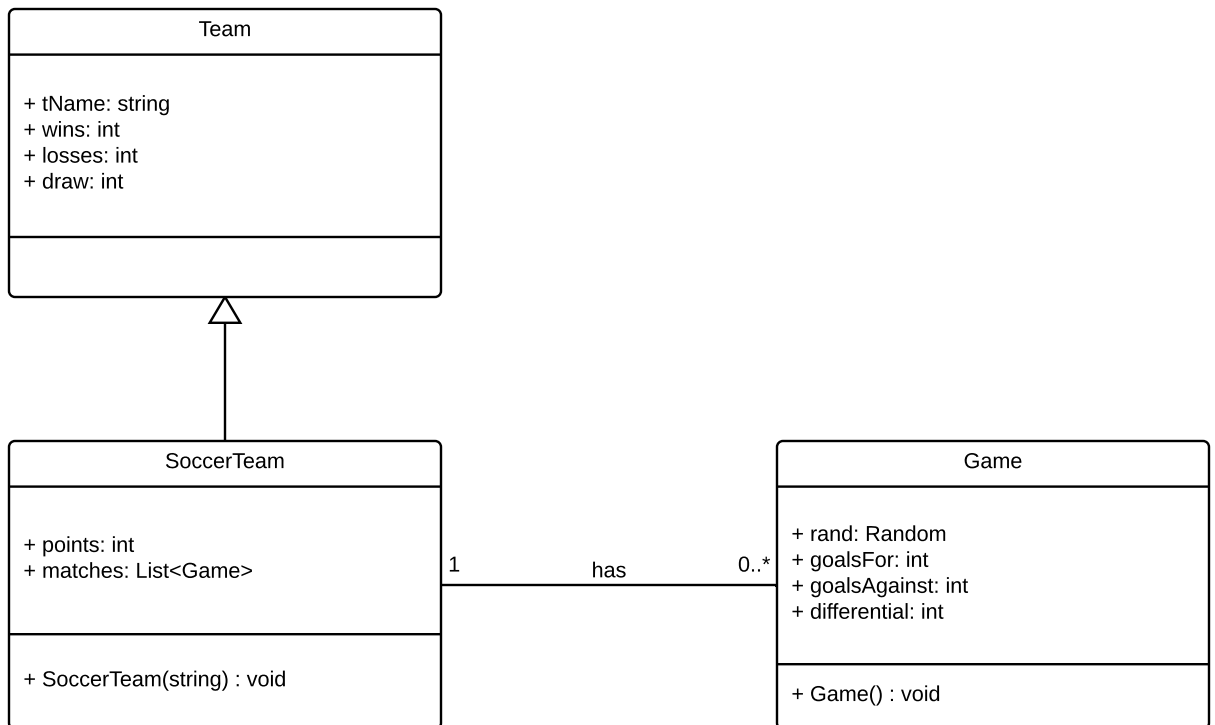 Team
+ tName: string
+ wins: int
+ losses: int
+ draw: int
SoccerTeam
+ points: int
+ matches: List<Game>
+ SoccerTeam(string) : void
1
has
0..*
Game
+ rand: Random
+ goalsFor: int
+ goalsAgainst: int
+ differential: int
+ Game() : void